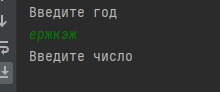 Введите год
ержкэж
Введите число